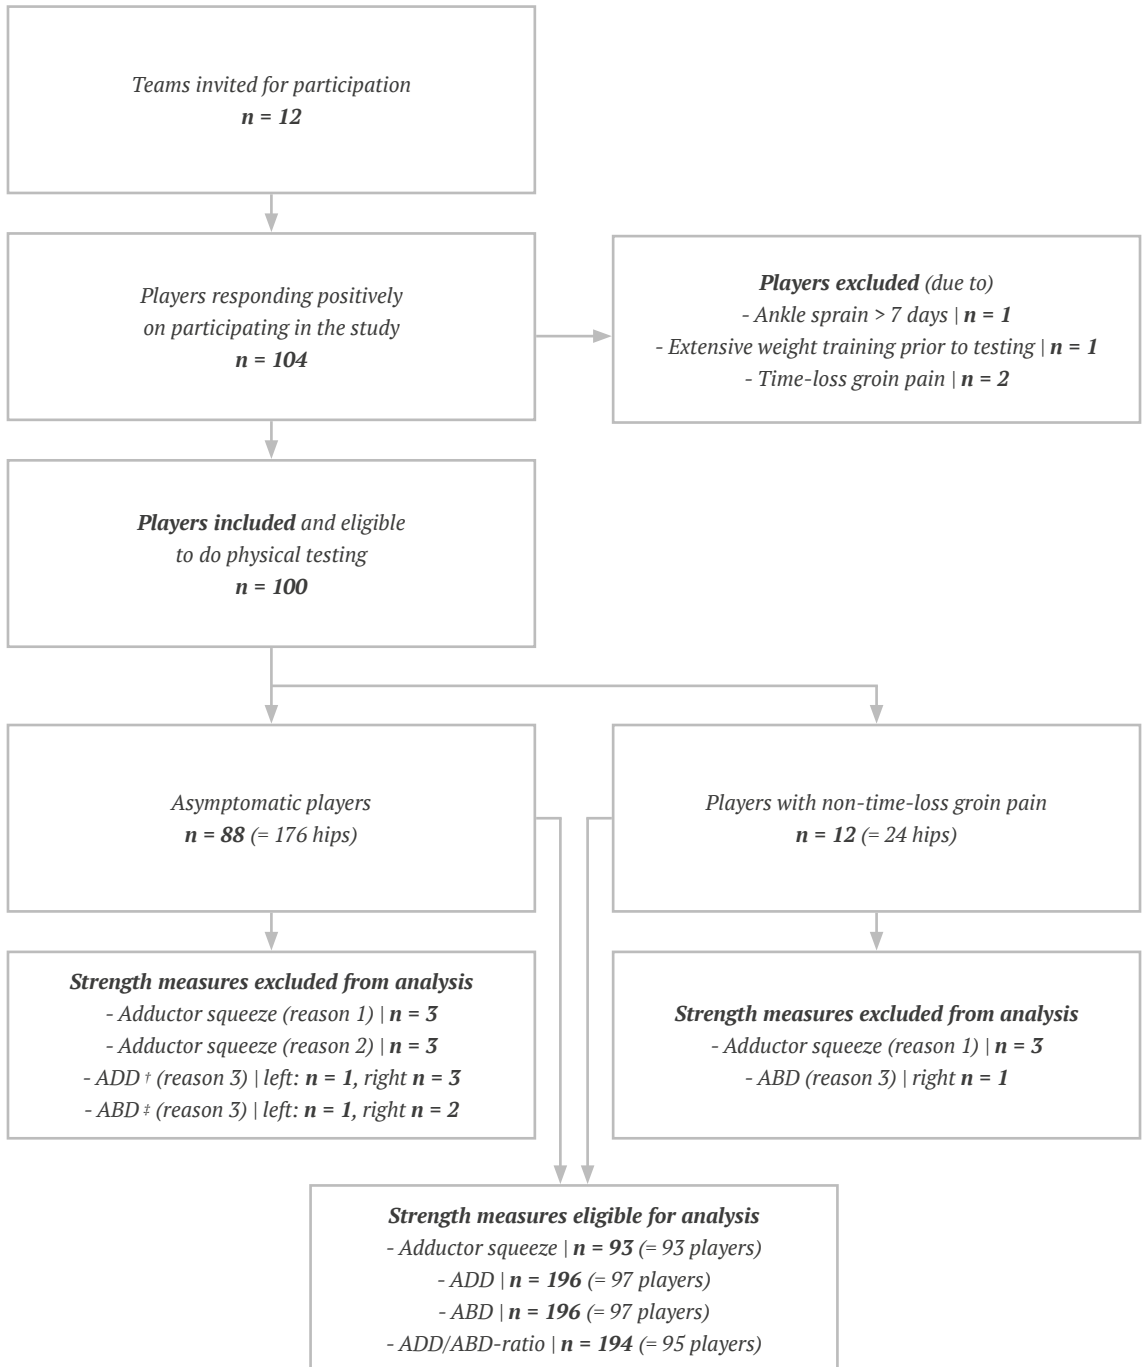 Teams invited for participation
n = 12
Players responding positively
on participating in the study
n = 104
Players excluded (due to)
- Ankle sprain > 7 days | n = 1
- Extensive weight training prior to testing | n = 1
- Time-loss groin pain | n = 2
Players included and eligible
to do physical testing
n = 100
Asymptomatic players
n = 88 (= 176 hips)
Players with non-time-loss groin pain
n = 12 (= 24 hips)
Strength measures excluded from analysis
- Adductor squeeze (reason 1) | n = 3
- Adductor squeeze (reason 2) | n = 3
- ADD † (reason 3) | left: n = 1, right n = 3
- ABD ‡ (reason 3) | left: n = 1, right n = 2
Strength measures excluded from analysis
- Adductor squeeze (reason 1) | n = 3
- ABD (reason 3) | right n = 1
Strength measures eligible for analysis
- Adductor squeeze | n = 93 (= 93 players)
- ADD | n = 196 (= 97 players)
- ABD | n = 196 (= 97 players)
- ADD/ABD-ratio | n = 194 (= 95 players)